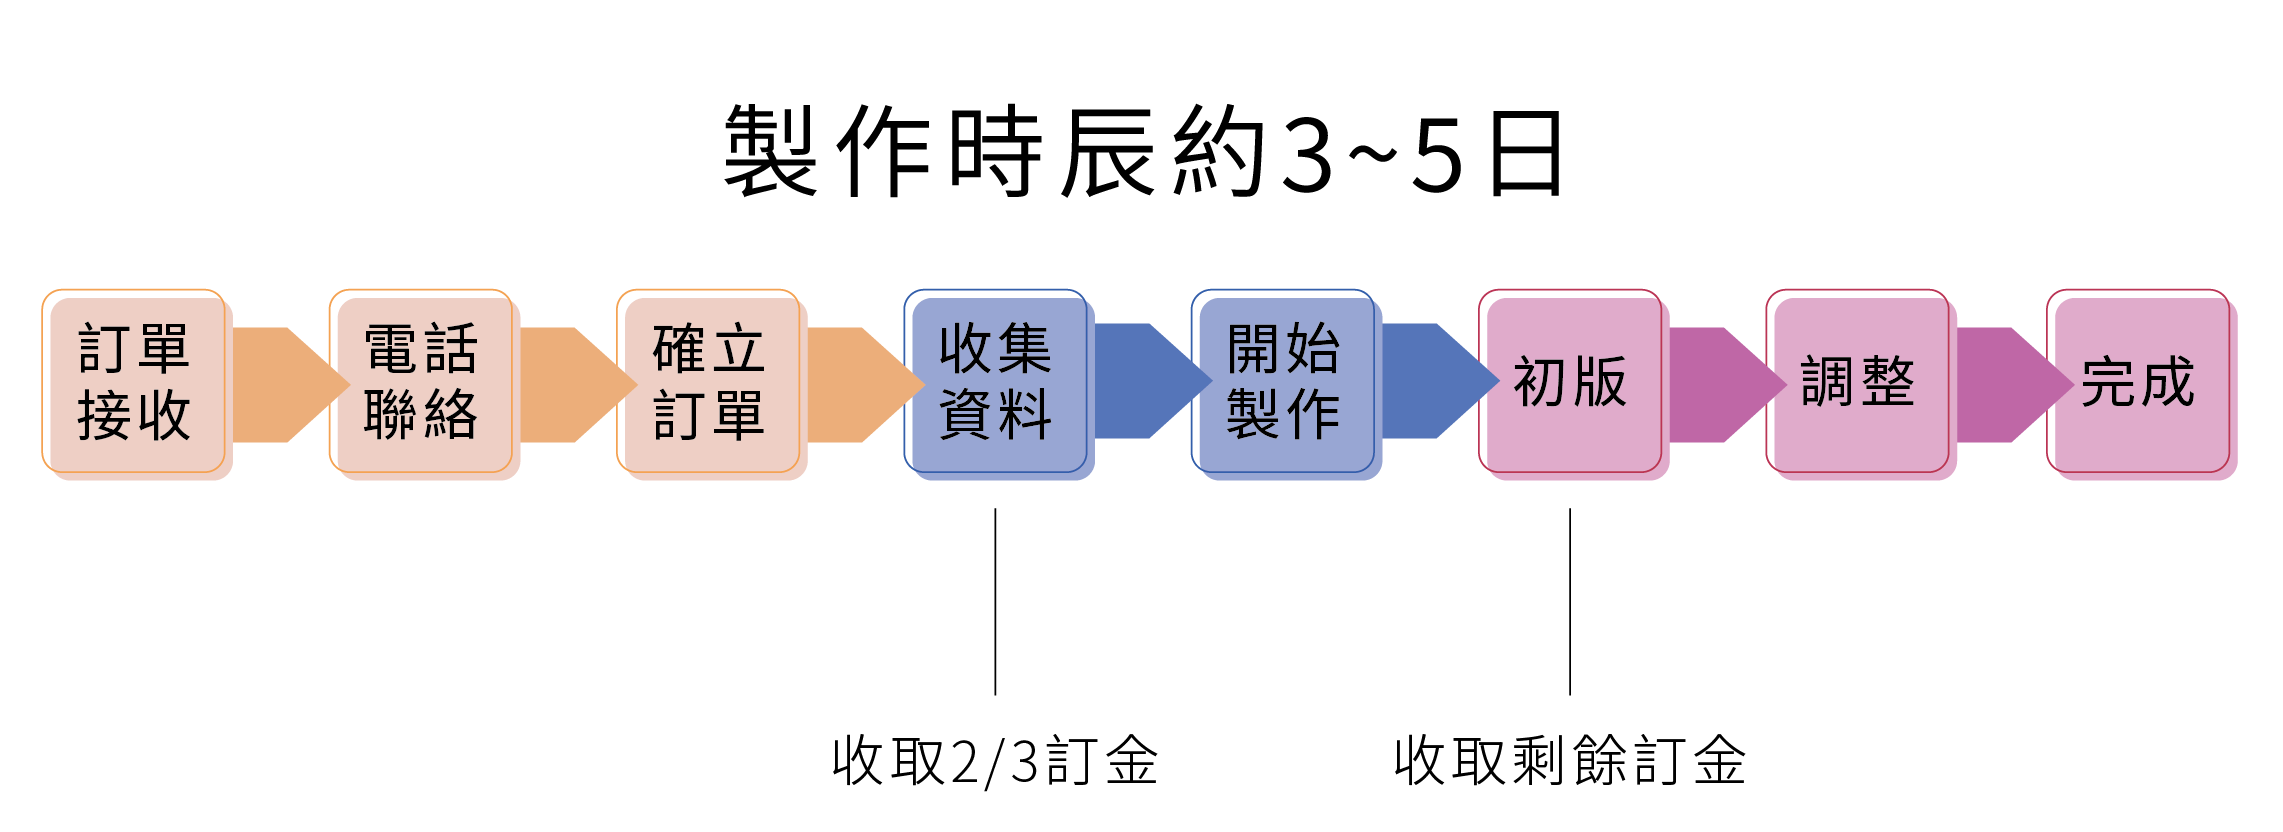 製作時辰約3~5日
訂單
接收
電話
聯絡
確立
訂單
收集
資料
開始
製作
初版
調整
完成
收取2/3訂金
收取剩餘訂金